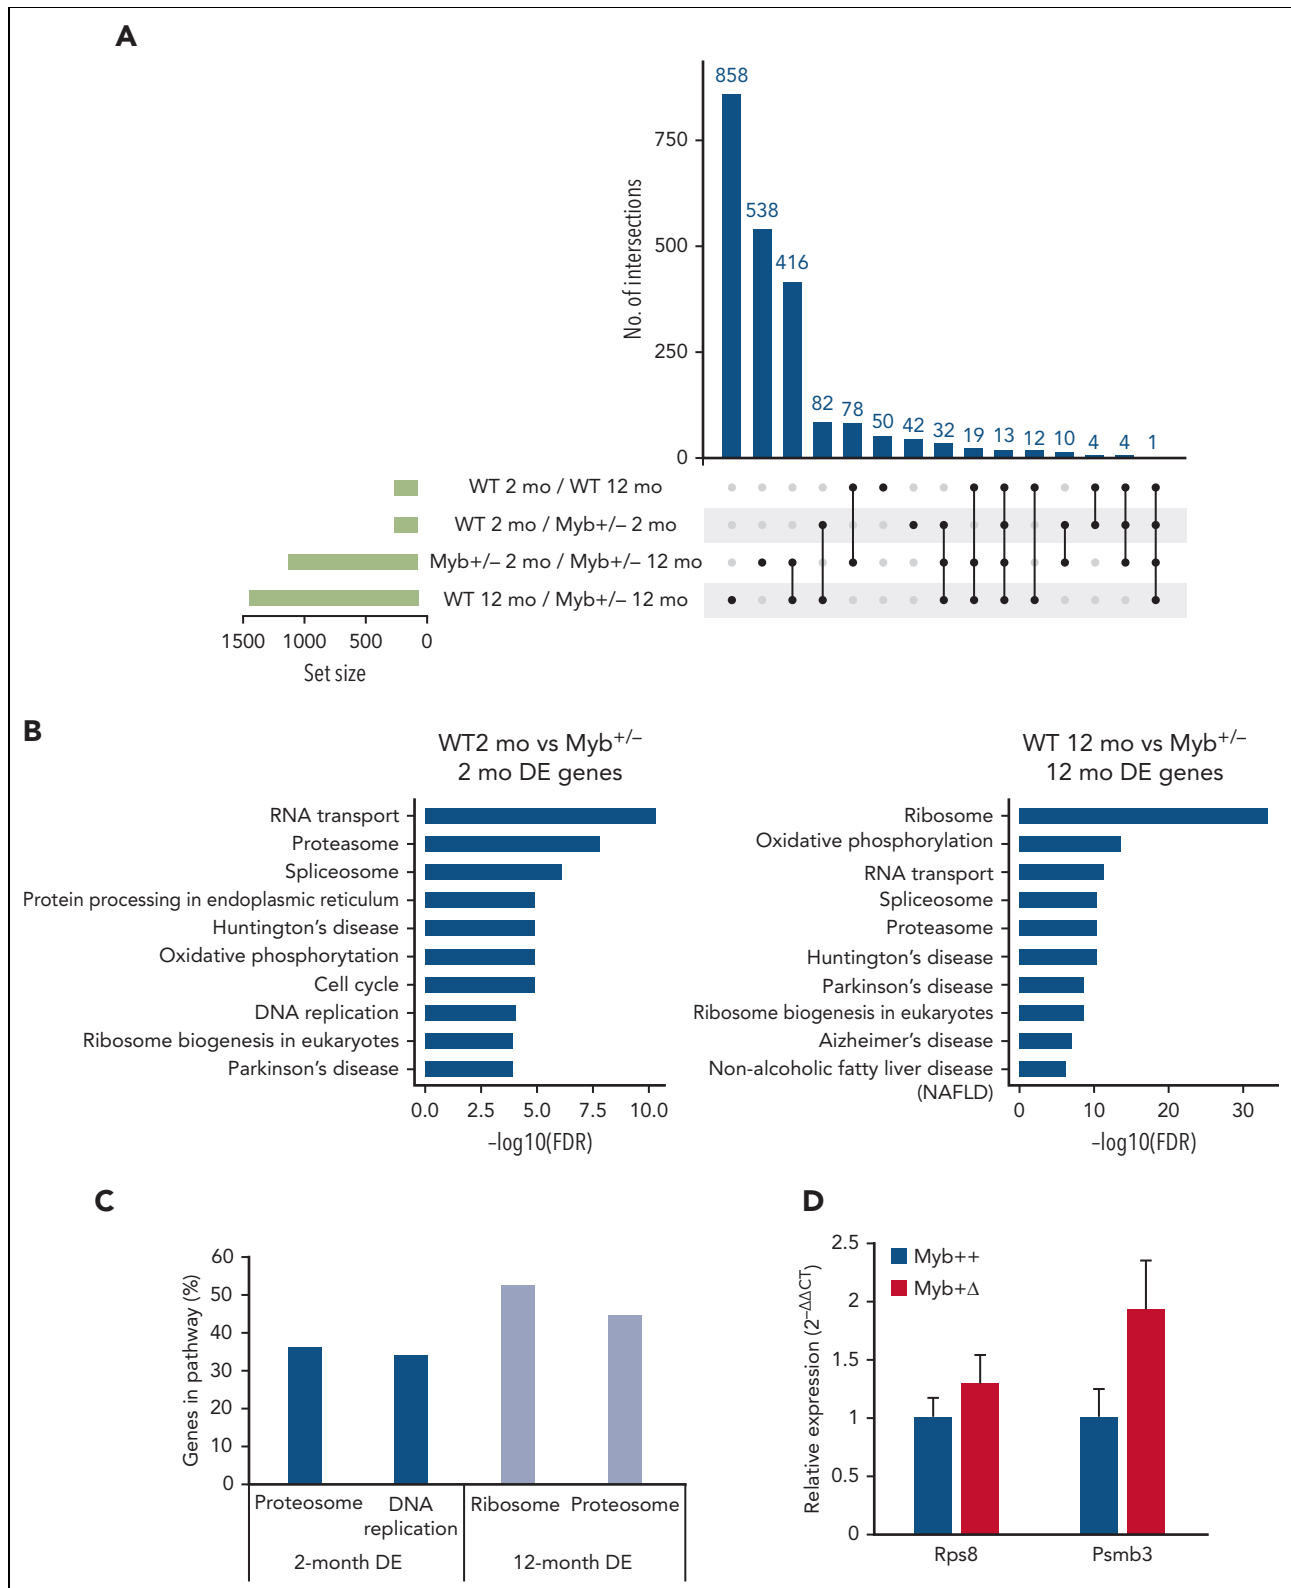 A
858
750
538
500
416
250
82
78
50
42
32
19
13
12
10
4
4
1
0
No. of intersections
WT 2 mo / WT 12 mo
WT 2 mo / Myb+/– 2 mo
Myb+/– 2 mo / Myb+/– 12 mo
WT 12 mo / Myb+/– 12 mo
1500 1000 500 0
Set size
B
WT2 mo vs Myb+/–
2 mo DE genes
RNA transport
Proteasome
Spliceosome
Protein processing in endoplasmic reticulum
Huntington's disease
Oxidative phosphorytation
Cell cycle
DNA replication
Ribosome biogenesis in eukaryotes
Parkinson's disease
0.0 2.5 5.0 7.5 10.0
–log10(FDR)
WT 12 mo vs Myb+/–
12 mo DE genes
Ribosome
Oxidative phosphorylation
RNA transport
Spliceosome
Proteasome
Huntington's disease
Parkinson's disease
Ribosome biogenesis in eukaryotes
Aizheimer's disease
Non-alcoholic fatty liver disease
(NAFLD)
0 10 20 30
–log10(FDR)
C
Genes in pathway (%)
60
50
40
30
20
10
0
Proteosome DNA Ribosome Proteosome
replication
2-month DE 12-month DE
D
Relative expression (2–ΔΔCT)
2.5
2
1.5
1
0.5
0
Myb++
Myb+Δ
Rps8 Psmb3